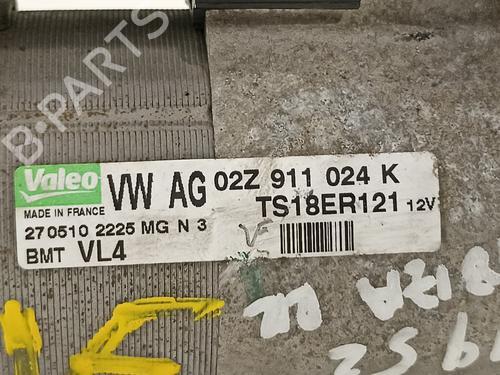 B-PARTS
Valeo VW AG 02Z 911 024 K
MADE IN FRANCE TS18ER121 12V
270510 2225 MG N 3
BMT VL4